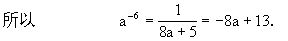 所以 a⁻⁶ = 1/(8a + 5) = −8a + 13.